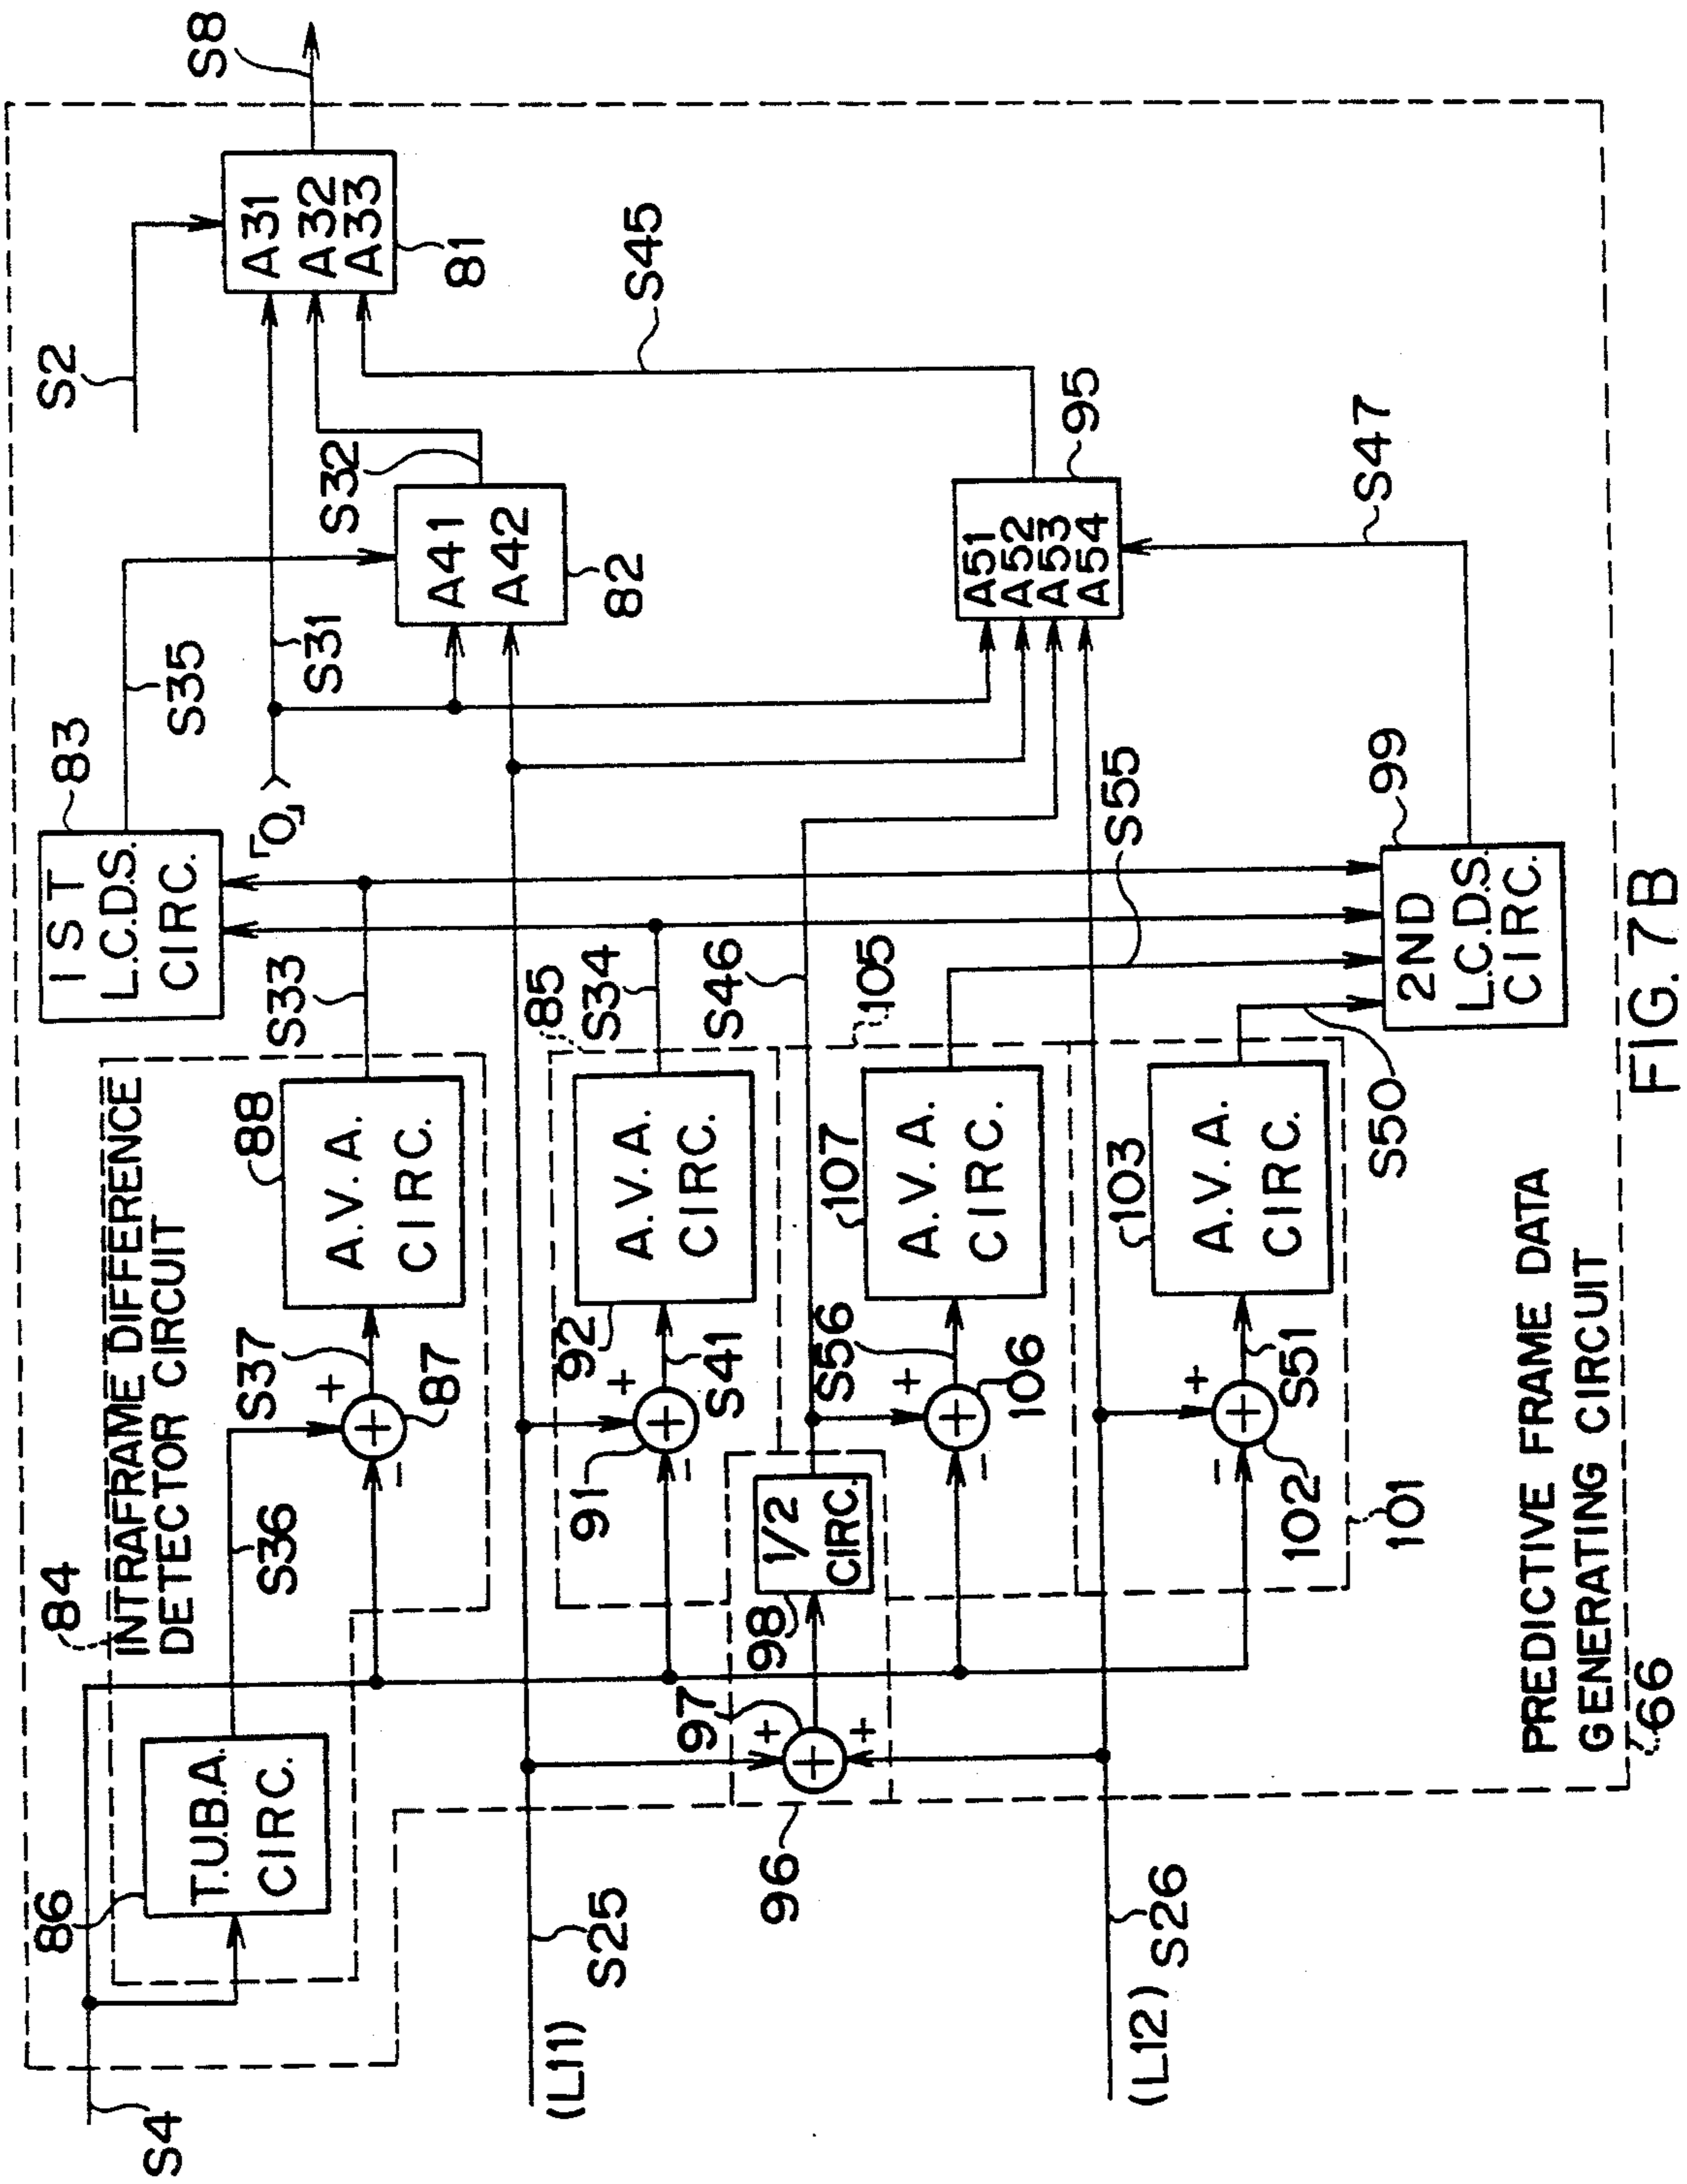 S4
86
T.U.B.A.
CIRC.
84
INTRAFRAME DIFFERENCE
DETECTOR CIRCUIT
S36
S37
+
−
87
88
A.V.A.
CIRC.
S33
83
1ST
L.C.D.S.
CIRC.
S35
「0」
S31
S2
S8
A31
A32
A33
81
S32
A41
A42
82
S45
(L11)
S25
91
+
−
S41
92
A.V.A.
CIRC.
85
S34
S46
96
97
+
+
98
1/2
CIRC.
S56
+
−
106
107
A.V.A.
CIRC.
105
S55
A51
A52
A53
A54
95
S47
(L12)
S26
102
+
−
S51
103
A.V.A.
CIRC.
101
S50
99
2ND
L.C.D.S.
CIRC.
PREDICTIVE FRAME DATA
GENERATING CIRCUIT
66
FIG. 7B